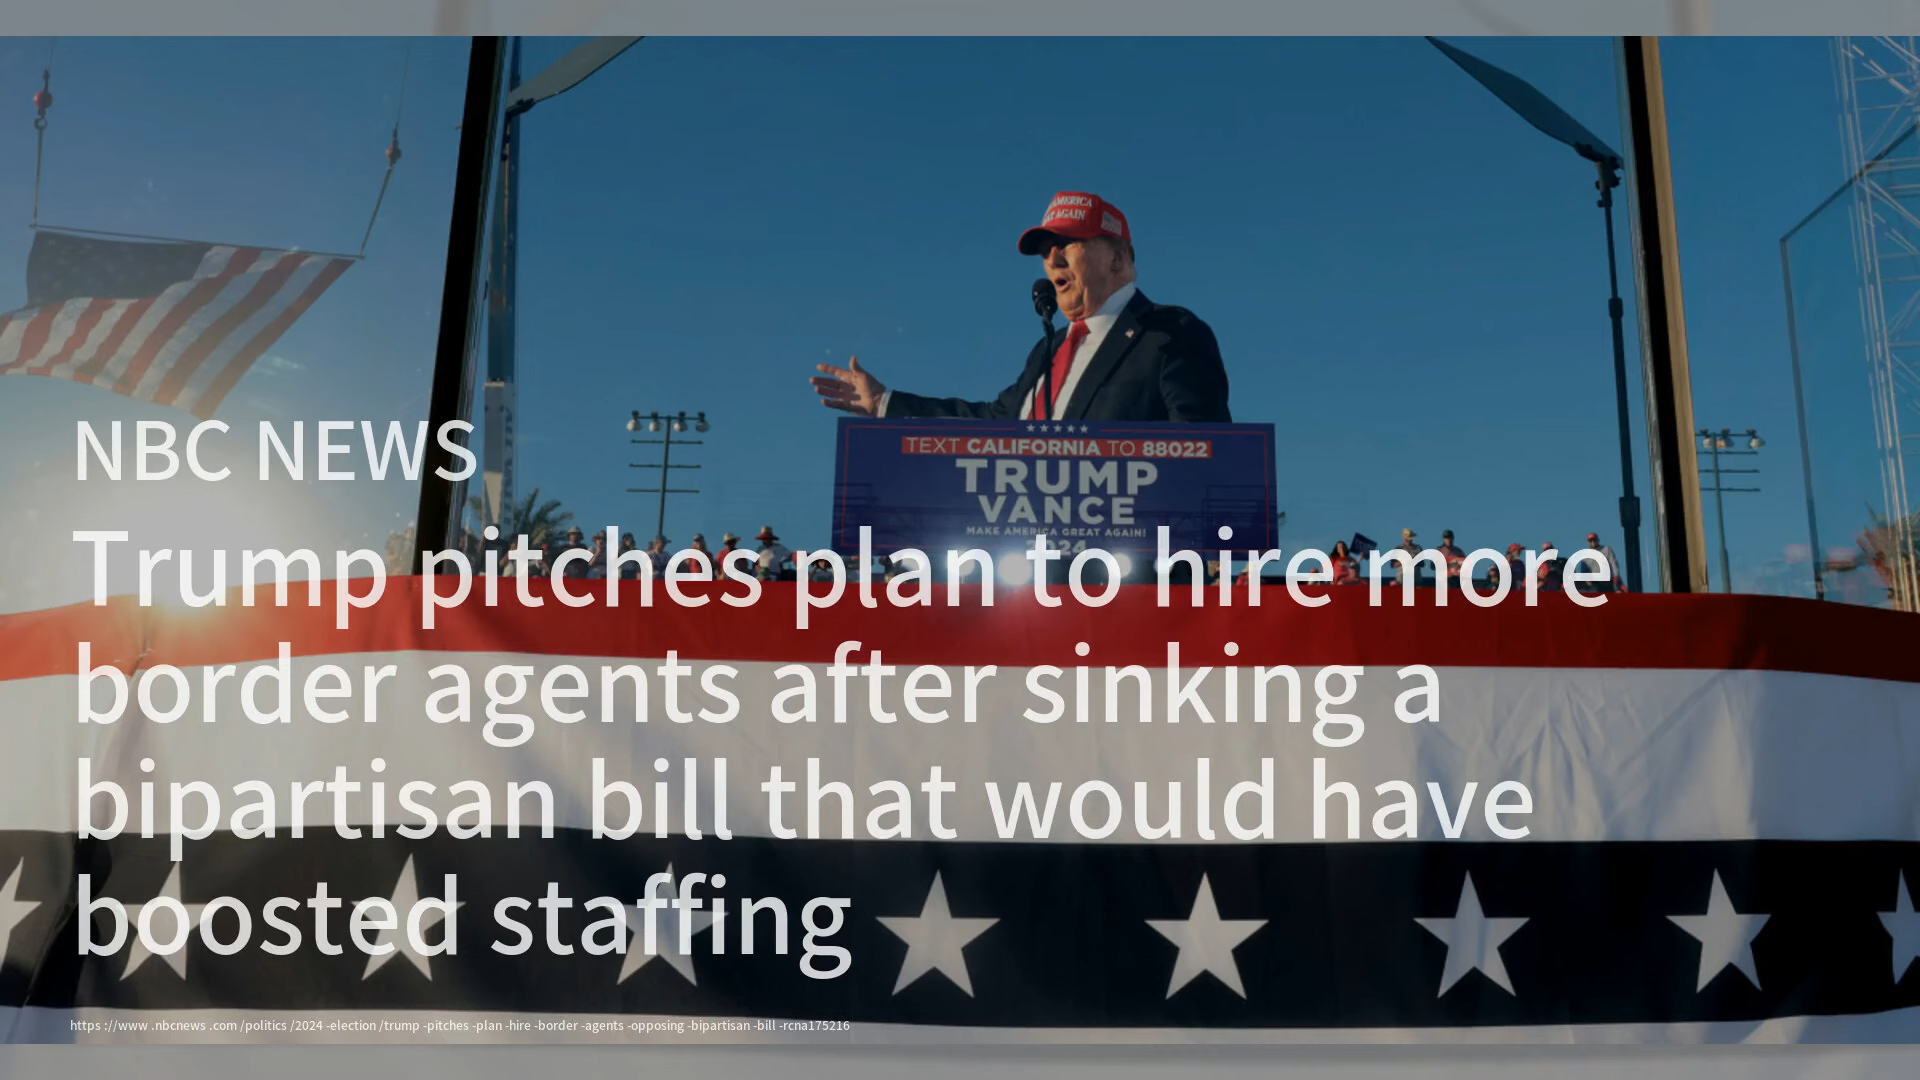 AMERICA
AGAIN
TEXT CALIFORNIA TO 88022
TRUMP
VANCE
MAKE AMERICA GREAT AGAIN!
NBC NEWS
Trump pitches plan to hire more
border agents after sinking a
bipartisan bill that would have
boosted staffing
https ://www .nbcnews .com /politics /2024 -election /trump -pitches -plan -hire -border -agents -opposing -bipartisan -bill -rcna175216